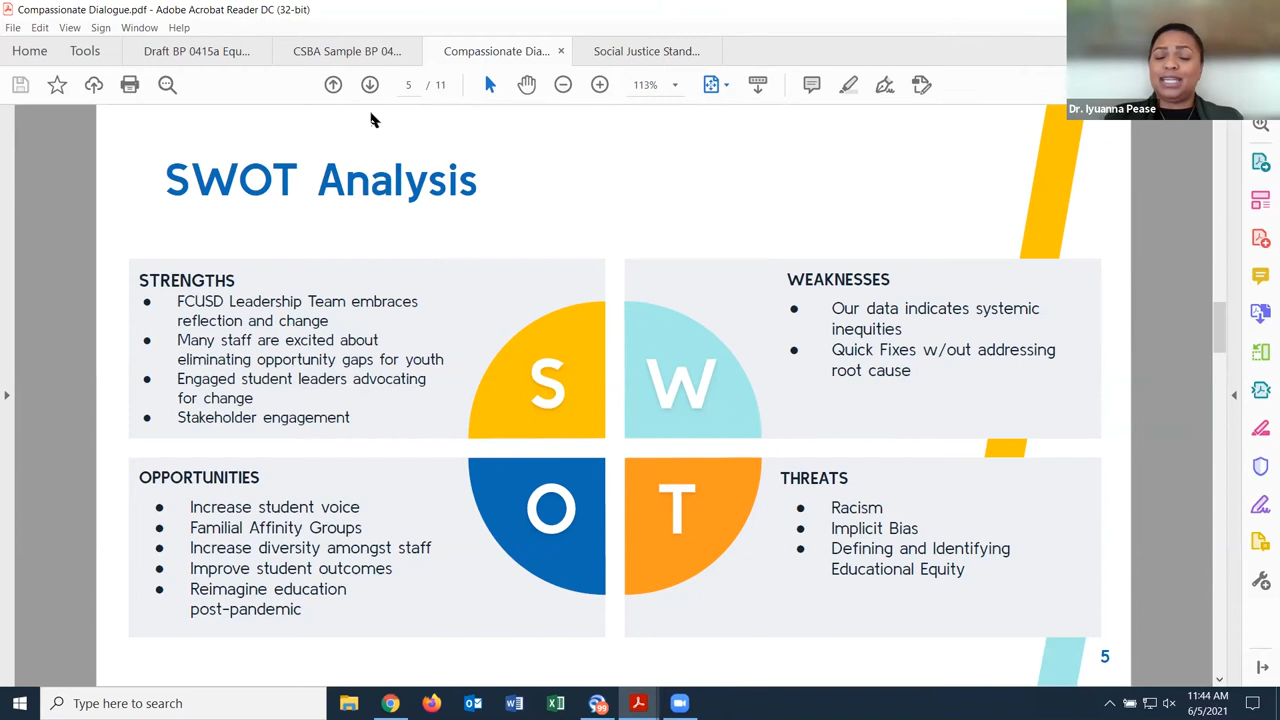 Compassionate Dialogue.pdf - Adobe Acrobat Reader DC (32-bit)
File Edit View Sign Window Help
Home Tools Draft BP 0415a Equ... CSBA Sample BP 04... Compassionate Dia... × Social Justice Stand...
5 / 11 113%
Dr. Iyuanna Pease
SWOT Analysis
STRENGTHS
● FCUSD Leadership Team embraces
reflection and change
● Many staff are excited about
eliminating opportunity gaps for youth
● Engaged student leaders advocating
for change
● Stakeholder engagement
S
WEAKNESSES
● Our data indicates systemic
inequities
● Quick Fixes w/out addressing
root cause
W
OPPORTUNITIES
● Increase student voice
● Familial Affinity Groups
● Increase diversity amongst staff
● Improve student outcomes
● Reimagine education
post-pandemic
O
THREATS
● Racism
● Implicit Bias
● Defining and Identifying
Educational Equity
T
5
Type here to search
99
11:44 AM
6/5/2021